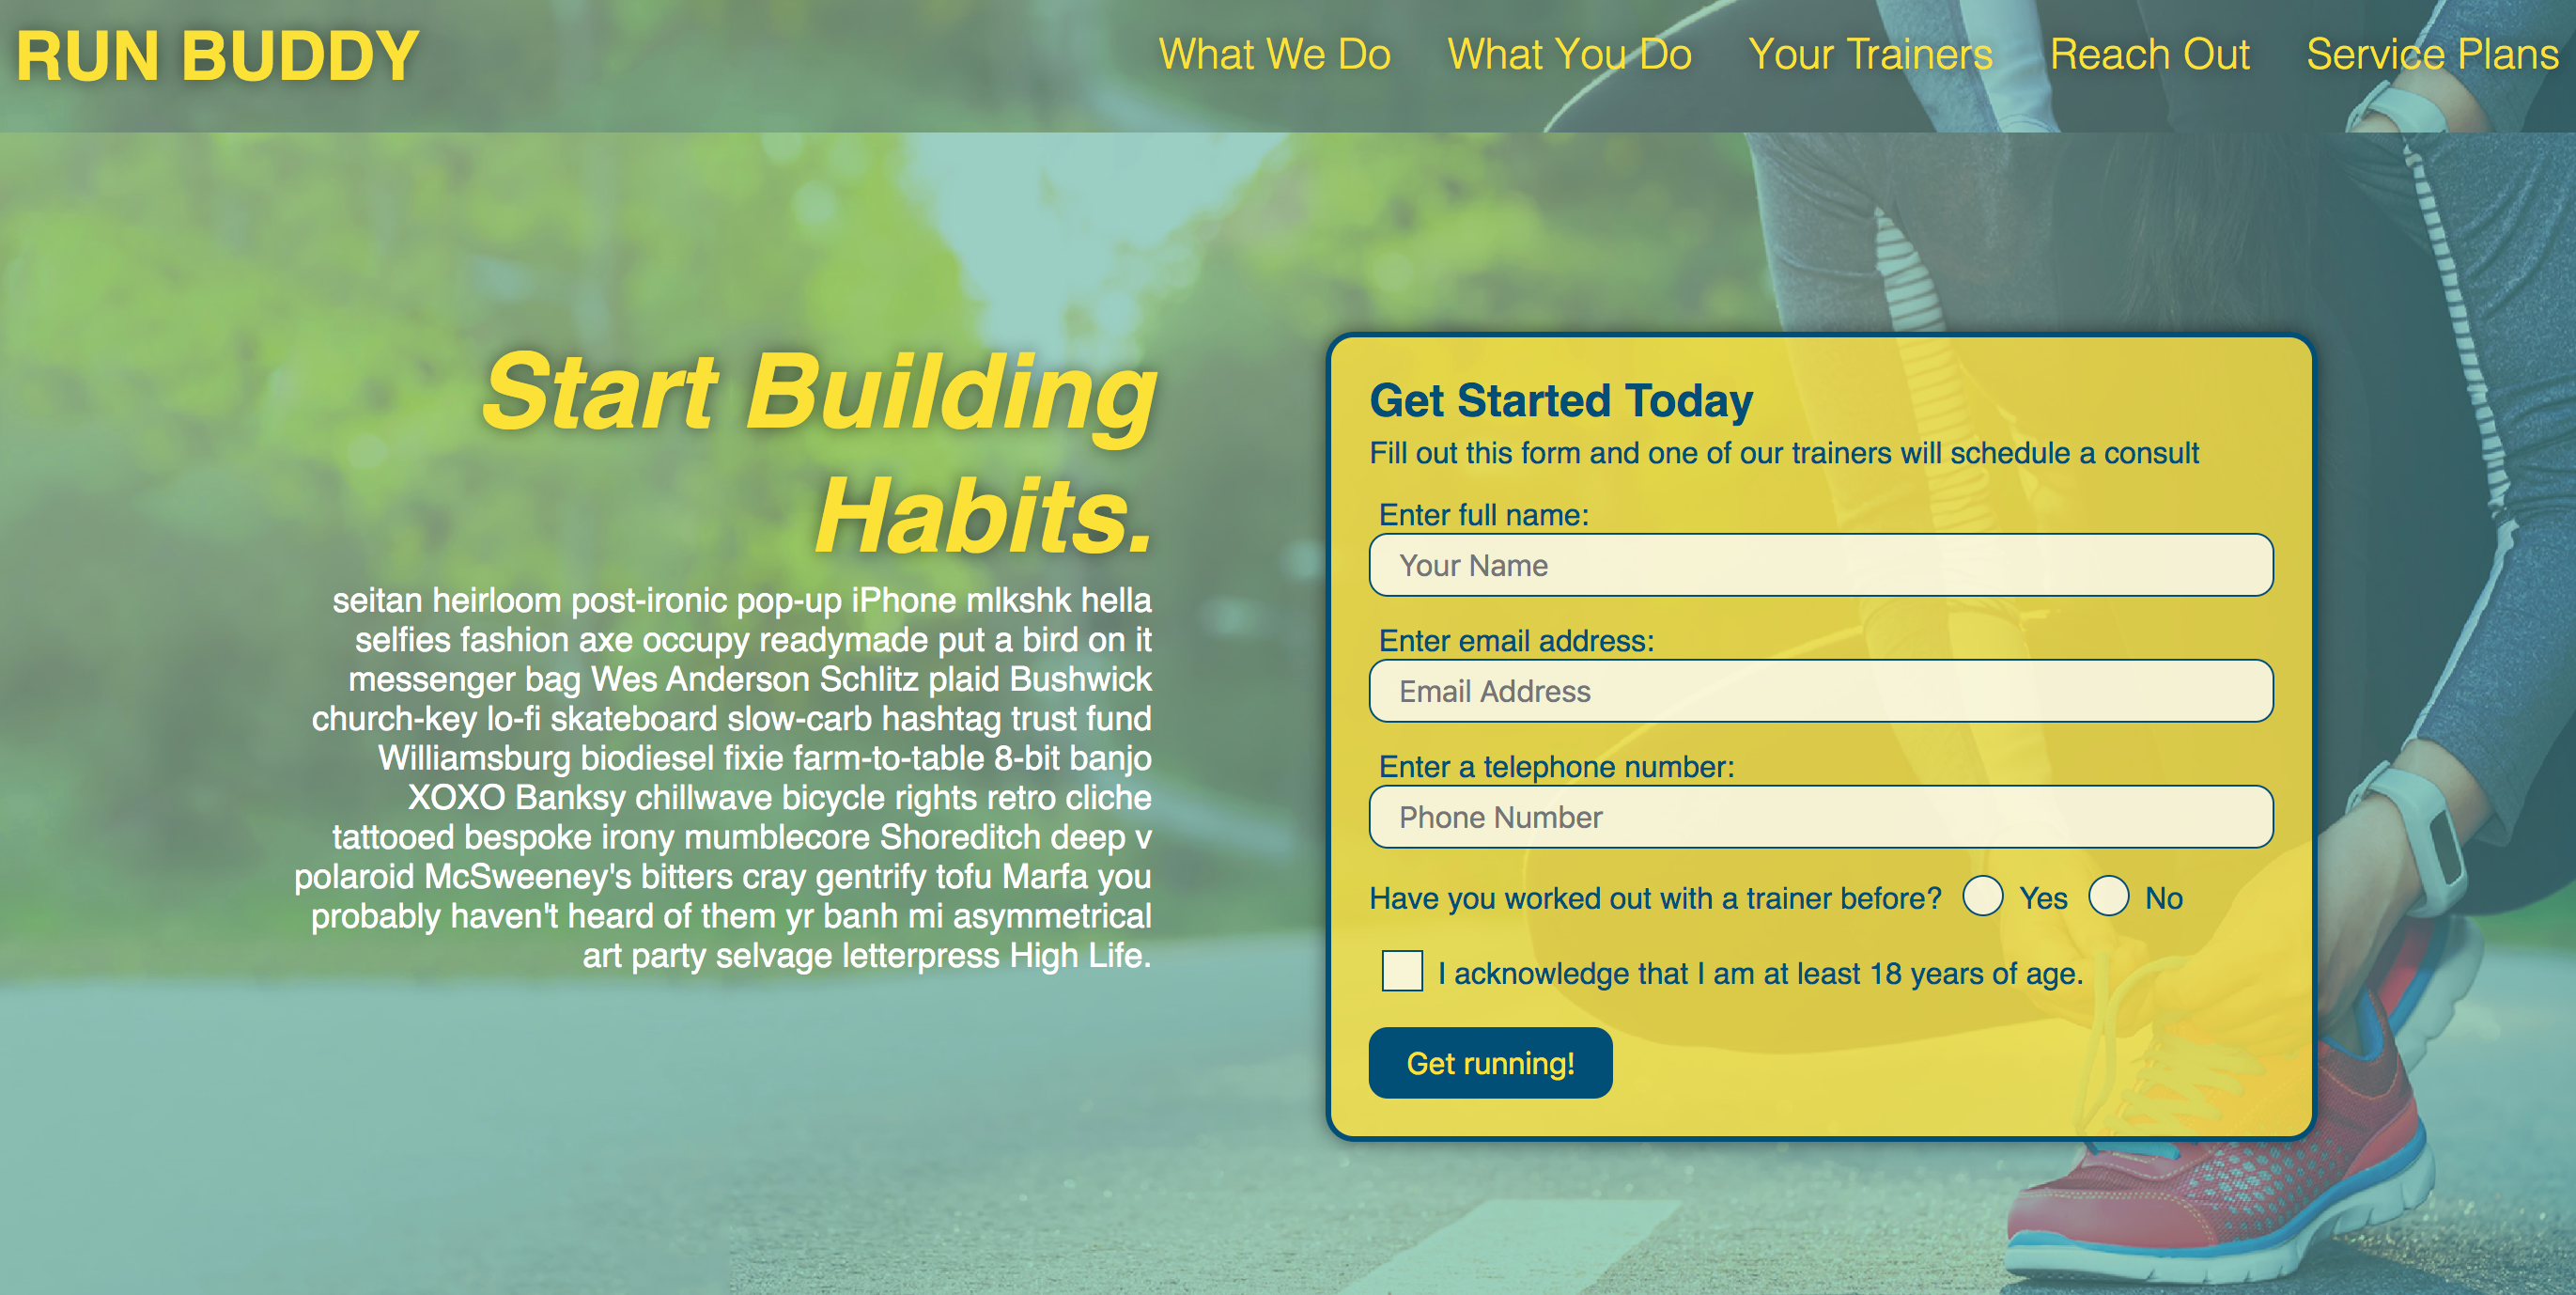 RUN BUDDY
What We Do
What You Do
Your Trainers
Reach Out
Service Plans
Start Building
Habits.
seitan heirloom post-ironic pop-up iPhone mlkshk hella
selfies fashion axe occupy readymade put a bird on it
messenger bag Wes Anderson Schlitz plaid Bushwick
church-key lo-fi skateboard slow-carb hashtag trust fund
Williamsburg biodiesel fixie farm-to-table 8-bit banjo
XOXO Banksy chillwave bicycle rights retro cliche
tattooed bespoke irony mumblecore Shoreditch deep v
polaroid McSweeney's bitters cray gentrify tofu Marfa you
probably haven't heard of them yr banh mi asymmetrical
art party selvage letterpress High Life.
Get Started Today
Fill out this form and one of our trainers will schedule a consult
Enter full name:
Your Name
Enter email address:
Email Address
Enter a telephone number:
Phone Number
Have you worked out with a trainer before? Yes No
I acknowledge that I am at least 18 years of age.
Get running!